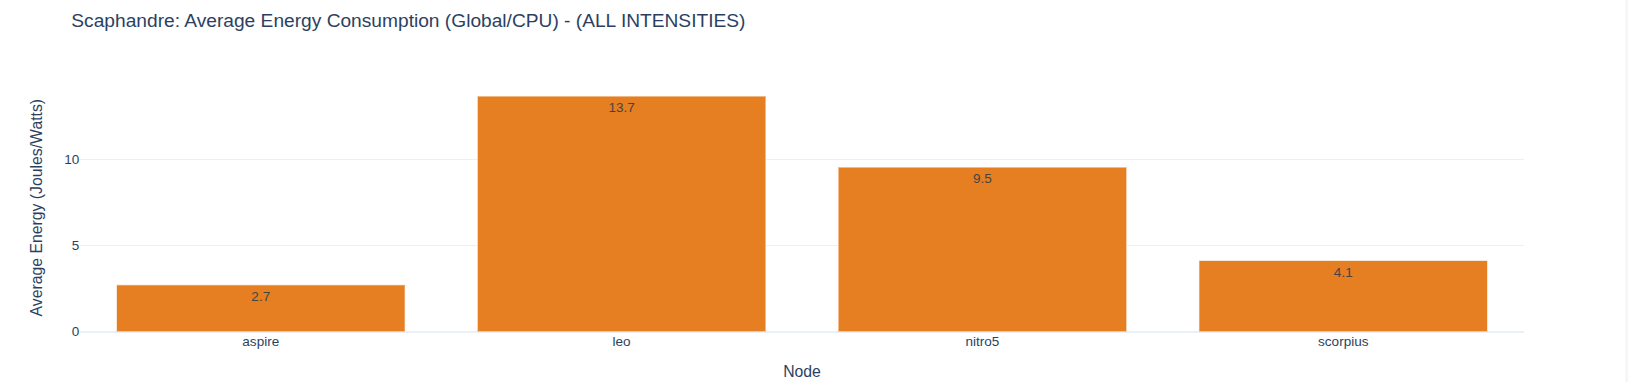 Scaphandre: Average Energy Consumption (Global/CPU) - (ALL INTENSITIES)
Average Energy (Joules/Watts)
10
5
0
2.7
13.7
9.5
4.1
aspire
leo
nitro5
scorpius
Node